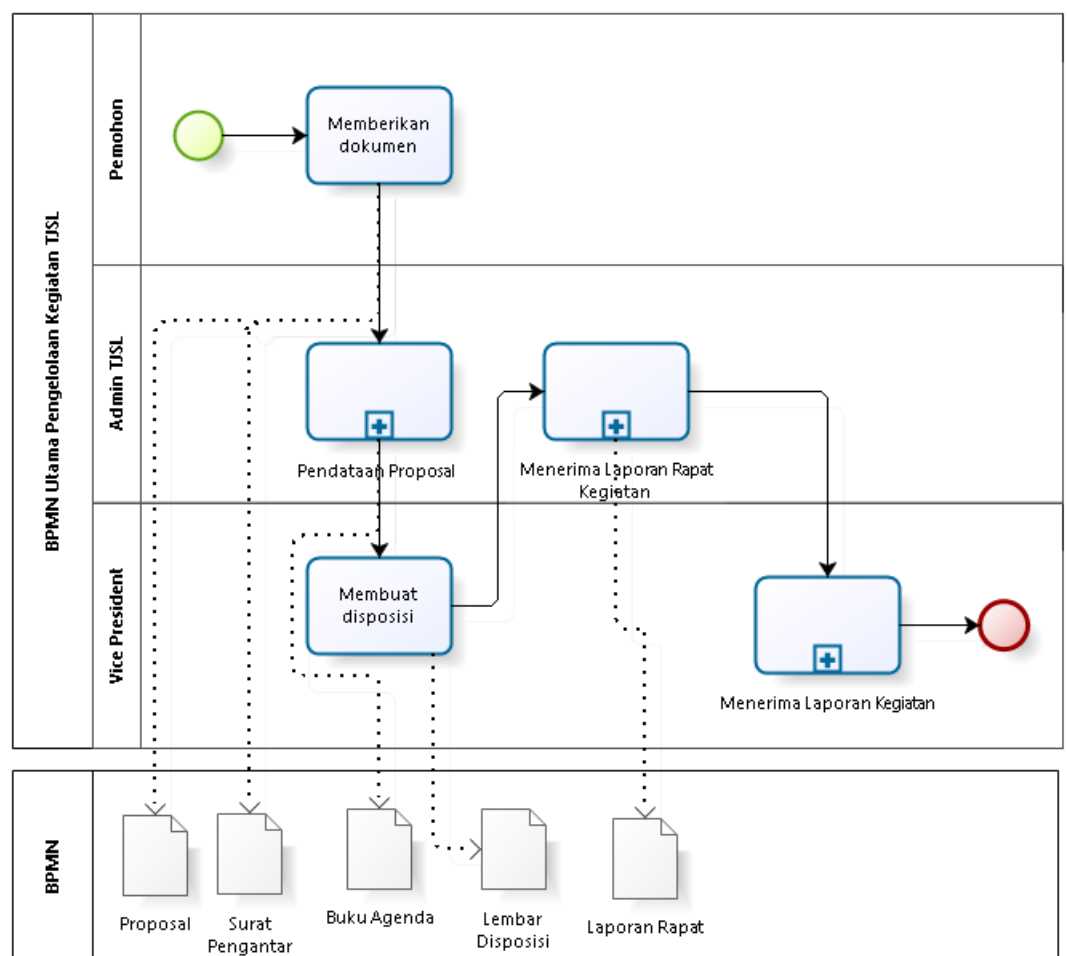 BPMN Utama Pengelolaan Kegiatan TJSL
Pemohon
Memberikan
dokumen
Admin TJSL
Pendataan Proposal
Menerima Laporan Rapat
Kegiatan
Vice President
Membuat
disposisi
Menerima Laporan Kegiatan
BPMN
Proposal
Surat
Pengantar
Buku Agenda
Lembar
Disposisi
Laporan Rapat